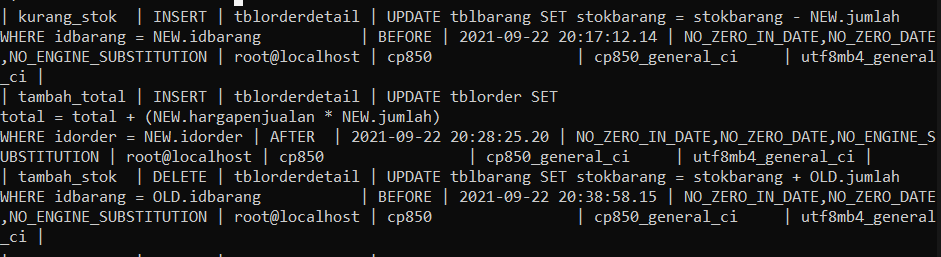 | kurang_stok  | INSERT | tblorderdetail | UPDATE tblbarang SET stokbarang = stokbarang - NEW.jumlah
WHERE idbarang = NEW.idbarang          | BEFORE | 2021-09-22 20:17:12.14 | NO_ZERO_IN_DATE,NO_ZERO_DATE
,NO_ENGINE_SUBSTITUTION | root@localhost | cp850                | cp850_general_ci     | utf8mb4_general
_ci |
| tambah_total | INSERT | tblorderdetail | UPDATE tblorder SET
total = total + (NEW.hargapenjualan * NEW.jumlah)
WHERE idorder = NEW.idorder | AFTER  | 2021-09-22 20:28:25.20 | NO_ZERO_IN_DATE,NO_ZERO_DATE,NO_ENGINE_S
UBSTITUTION | root@localhost | cp850                | cp850_general_ci     | utf8mb4_general_ci |
| tambah_stok  | DELETE | tblorderdetail | UPDATE tblbarang SET stokbarang = stokbarang + OLD.jumlah
WHERE idbarang = OLD.idbarang          | BEFORE | 2021-09-22 20:38:58.15 | NO_ZERO_IN_DATE,NO_ZERO_DATE
,NO_ENGINE_SUBSTITUTION | root@localhost | cp850                | cp850_general_ci     | utf8mb4_general
_ci |